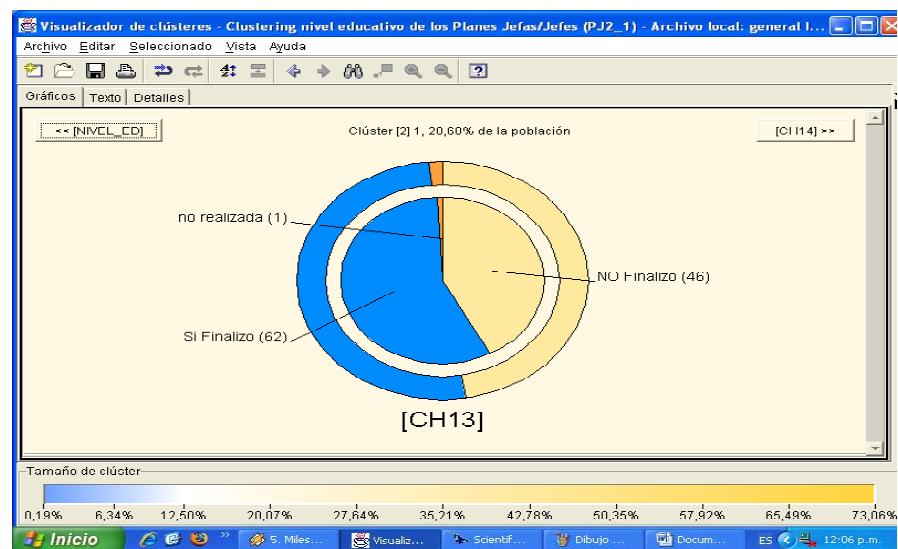 Visualizador de clústeres - Clustering nivel educativo de los Planes Jefas/Jefes (PJ2_1) - Archivo local: general l...
Archivo Editar Seleccionado Vista Ayuda
Gráficos Texto Detalles
<< [NIVEL_ED] Clúster [2] 1, 20,60% de la población [CH14] >>
no realizada (1)
NO Finalizo (46)
Si Finalizo (62)
[CH13]
Tamaño de clúster
0,19% 6,34% 12,50% 20,07% 27,64% 35,21% 42,78% 50,35% 57,92% 65,49% 73,06%
Inicio » 5. Miles... Visualiz... Scientif... Dibujo ... Docum... ES 12:06 p.m.